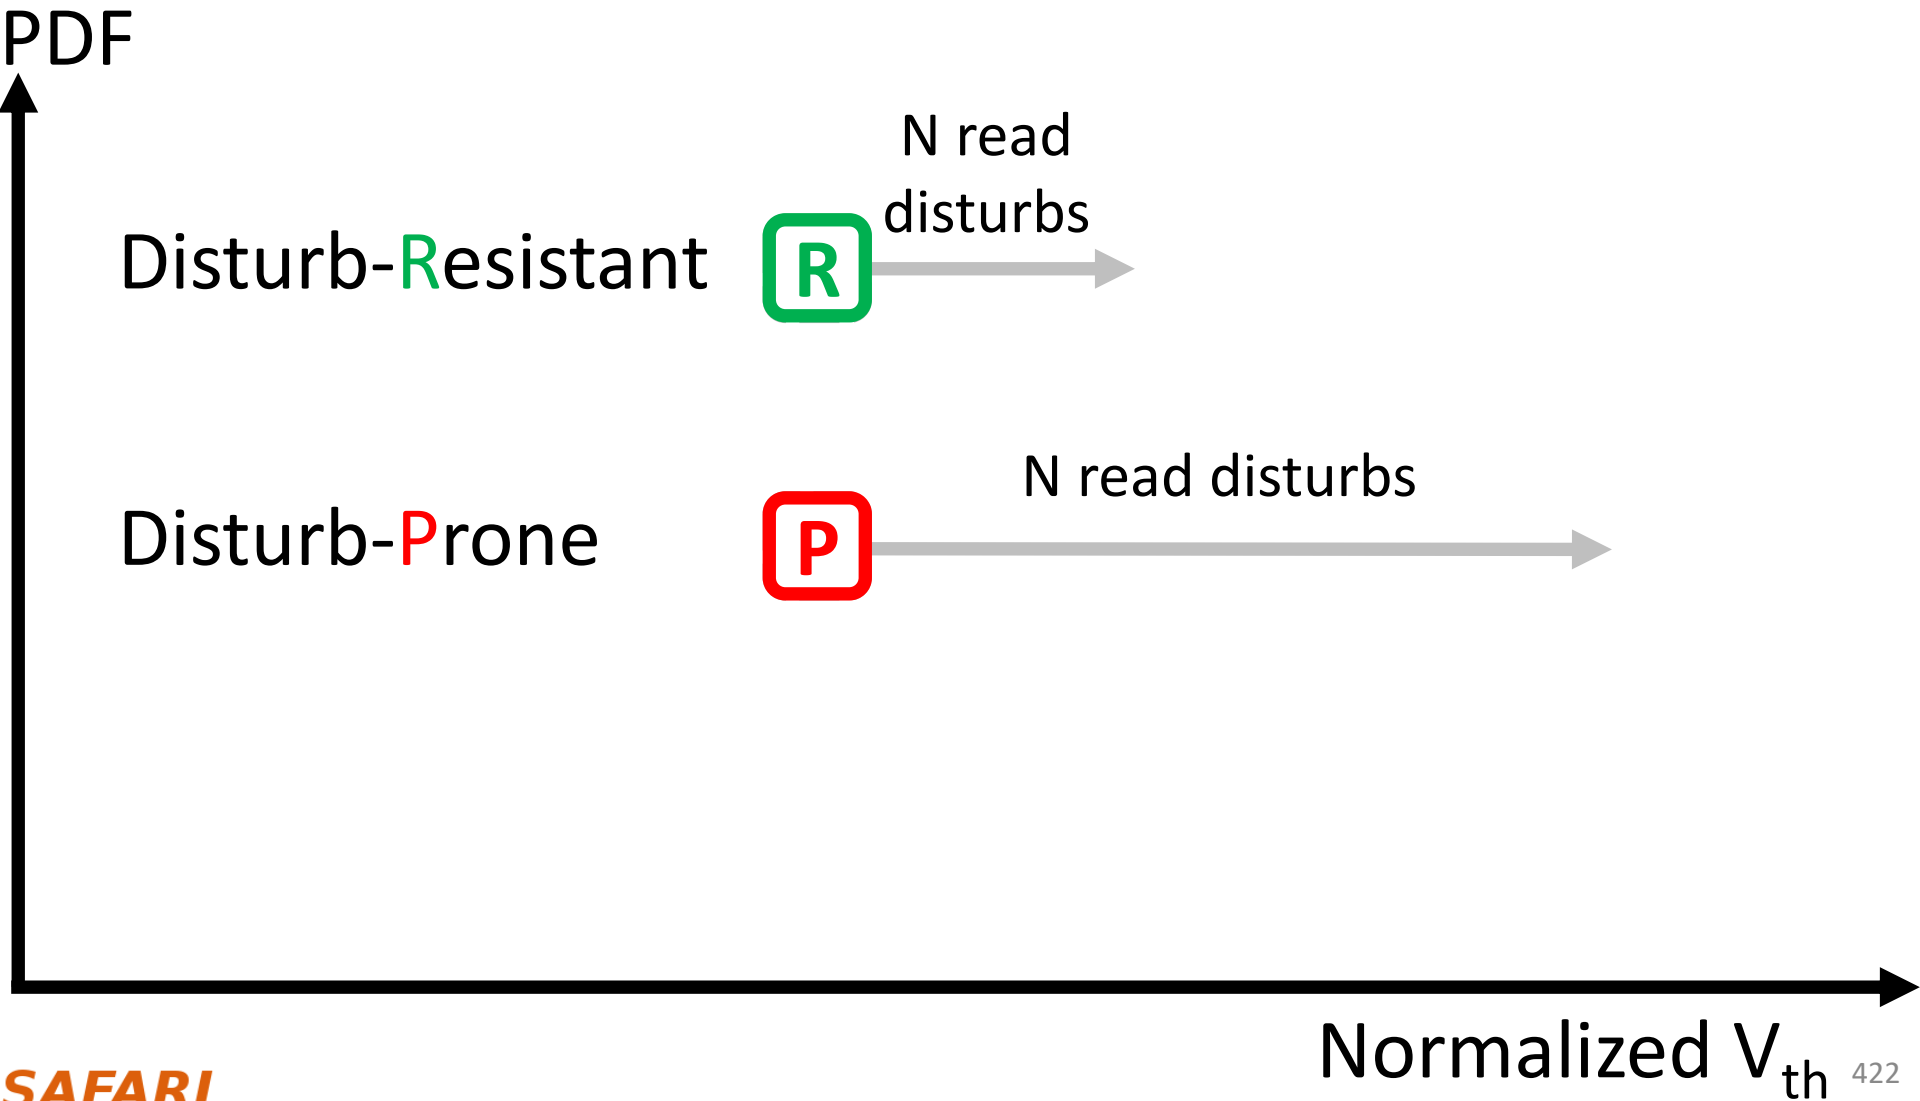 PDF
N read
disturbs
Disturb-Resistant
R
N read disturbs
Disturb-Prone
P
Normalized Vth
422
SAFARI